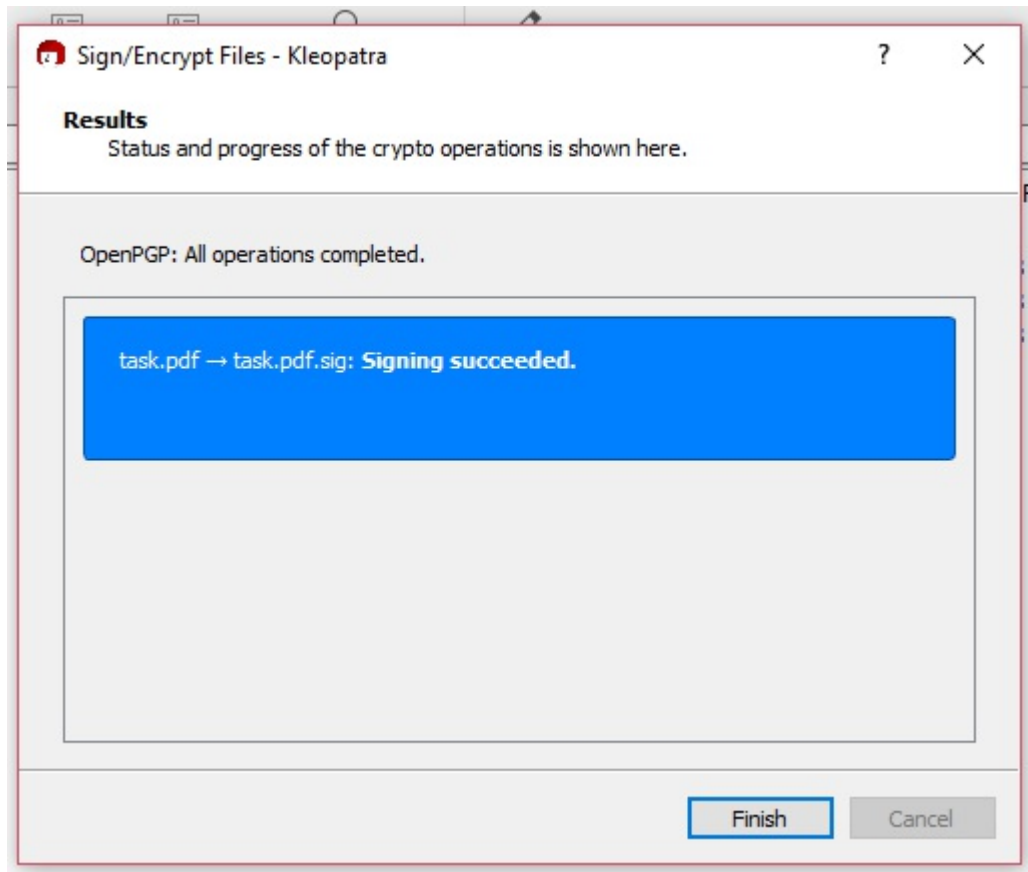 Sign/Encrypt Files - Kleopatra
?
Results
Status and progress of the crypto operations is shown here.
OpenPGP: All operations completed.
task.pdf → task.pdf.sig: Signing succeeded.
Finish
Cancel